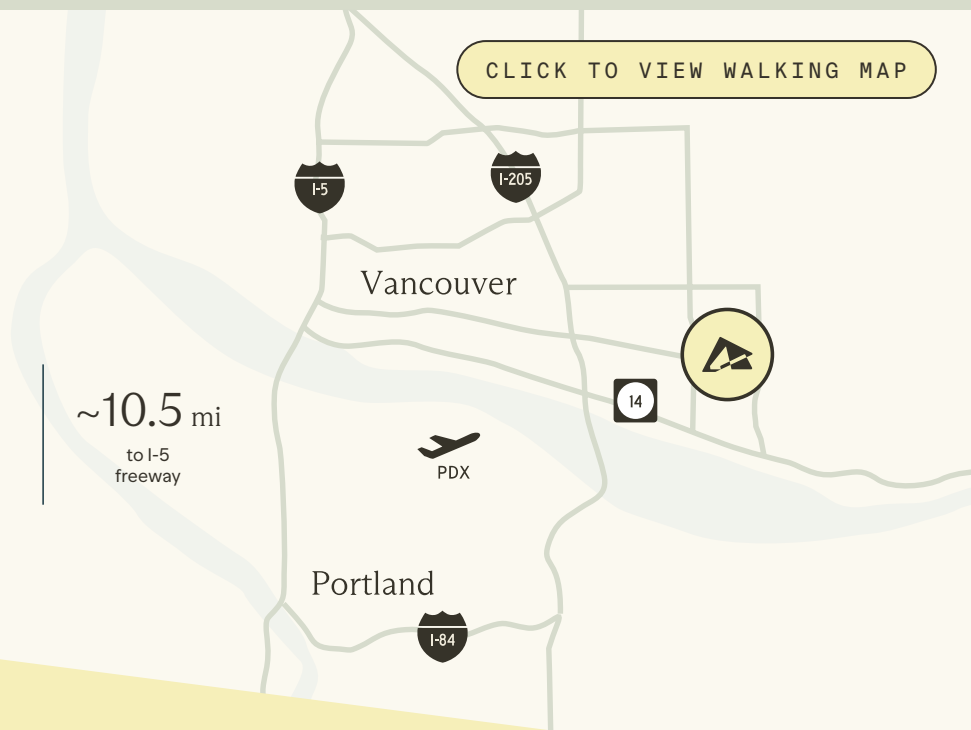 CLICK TO VIEW WALKING MAP
I-5
I-205
Vancouver
14
~10.5 mi
to I-5
freeway
PDX
Portland
I-84